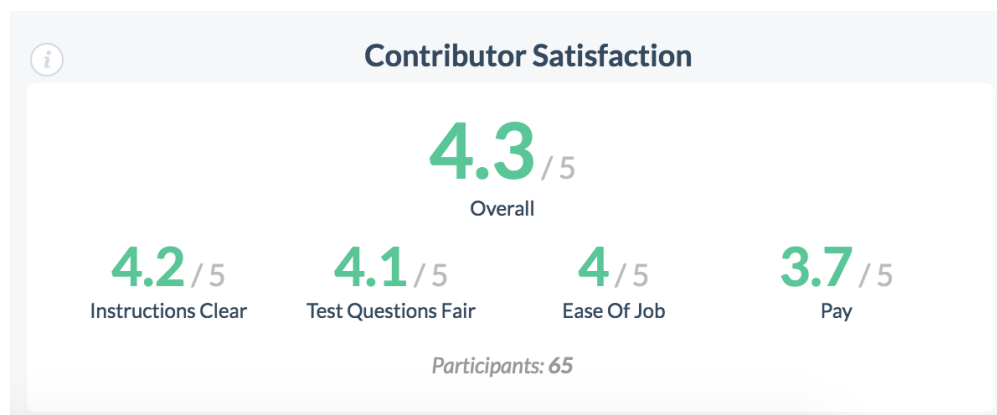 i
Contributor Satisfaction
4.3 / 5
Overall
4.2 / 5 4.1 / 5 4 / 5 3.7 / 5
Instructions Clear Test Questions Fair Ease Of Job Pay
Participants: 65